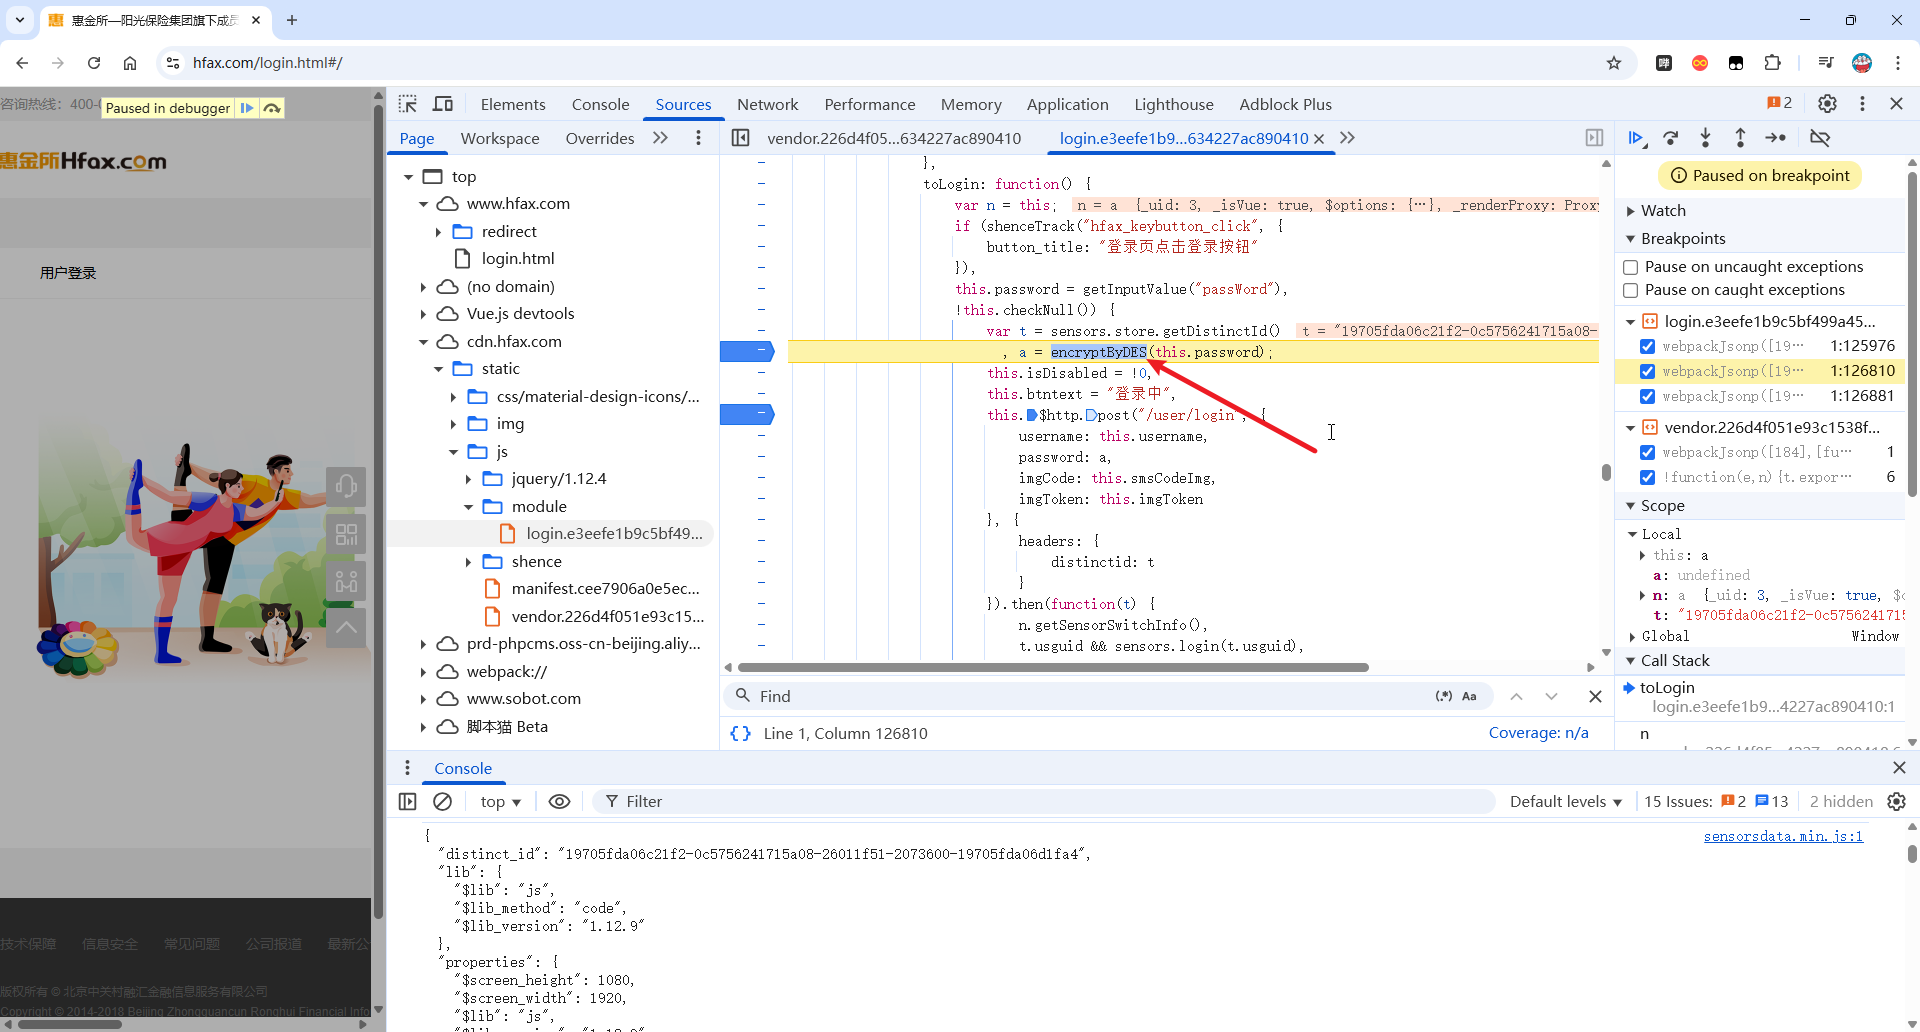 惠金所—阳光保险集团旗下成员
hfax.com/login.html#/
咨询热线：400-
Paused in debugger
惠金所Hfax.com
用户登录
技术保障 信息安全 常见问题 公司报道 最新公
版权所有 © 北京中关村融汇金融信息服务有限公司
Copyright © 2014-2018 Beijing Zhongguancun Ronghui Financial Info
Elements Console Sources Network Performance Memory Application Lighthouse Adblock Plus 2
Page Workspace Overrides
top
www.hfax.com
redirect
login.html
(no domain)
Vue.js devtools
cdn.hfax.com
static
css/material-design-icons/...
img
js
jquery/1.12.4
module
login.e3eefe1b9c5bf49...
shence
manifest.cee7906a0e5ec...
vendor.226d4f051e93c15...
prd-phpcms.oss-cn-beijing.aliy...
webpack://
www.sobot.com
脚本猫 Beta
vendor.226d4f05...634227ac890410 login.e3eefe1b9...634227ac890410
},
toLogin: function() {
var n = this; n = a {_uid: 3, _isVue: true, $options: {…}, _renderProxy: Proxy
if (shenceTrack("hfax_keybutton_click", {
button_title: "登录页点击登录按钮"
}),
this.password = getInputValue("passWord"),
!this.checkNull()) {
var t = sensors.store.getDistinctId() t = "19705fda06c21f2-0c5756241715a08-
, a = encryptByDES(this.password);
this.isDisabled = !0,
this.btntext = "登录中",
this.$http.post("/user/login", {
username: this.username,
password: a,
imgCode: this.smsCodeImg,
imgToken: this.imgToken
}, {
headers: {
distinctid: t
}
}).then(function(t) {
n.getSensorSwitchInfo(),
t.usguid && sensors.login(t.usguid),
Find (.*) Aa
{} Line 1, Column 126810 Coverage: n/a
Paused on breakpoint
Watch
Breakpoints
Pause on uncaught exceptions
Pause on caught exceptions
login.e3eefe1b9c5bf499a45...
webpackJsonp([19… 1:125976
webpackJsonp([19… 1:126810
webpackJsonp([19… 1:126881
vendor.226d4f051e93c1538f...
webpackJsonp([184],[fu… 1
!function(e,n){t.expor… 6
Scope
Local
this: a
a: undefined
n: a {_uid: 3, _isVue: true,
t: "19705fda06c21f2-0c5756241715
Global Window
Call Stack
toLogin
login.e3eefe1b9...4227ac890410:1
n
Console
top Filter Default levels 15 Issues: 2 13 2 hidden
sensorsdata.min.js:1
{
"distinct_id": "19705fda06c21f2-0c5756241715a08-26011f51-2073600-19705fda06d1fa4",
"lib": {
"$lib": "js",
"$lib_method": "code",
"$lib_version": "1.12.9"
},
"properties": {
"$screen_height": 1080,
"$screen_width": 1920,
"$lib": "js",